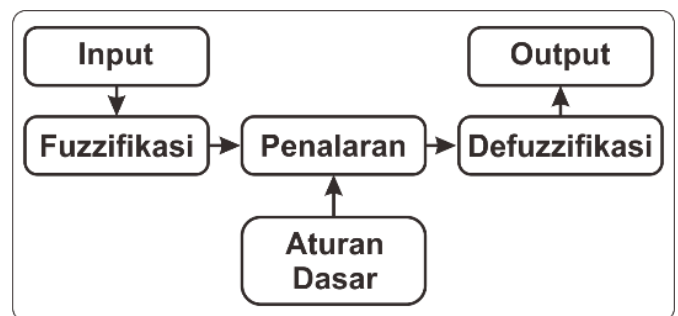 Input
Output
Fuzzifikasi
Penalaran
Defuzzifikasi
Aturan
Dasar